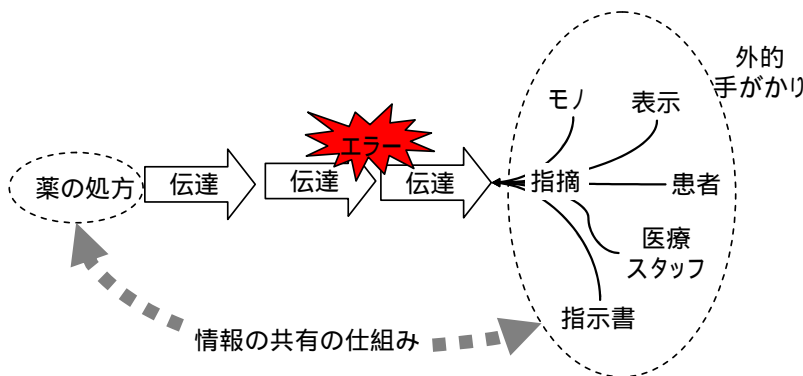 外的
手がかり
モノ
表示
エラー
薬の処方
伝達
伝達
伝達
指摘
患者
医療
スタッフ
指示書
情報の共有の仕組み